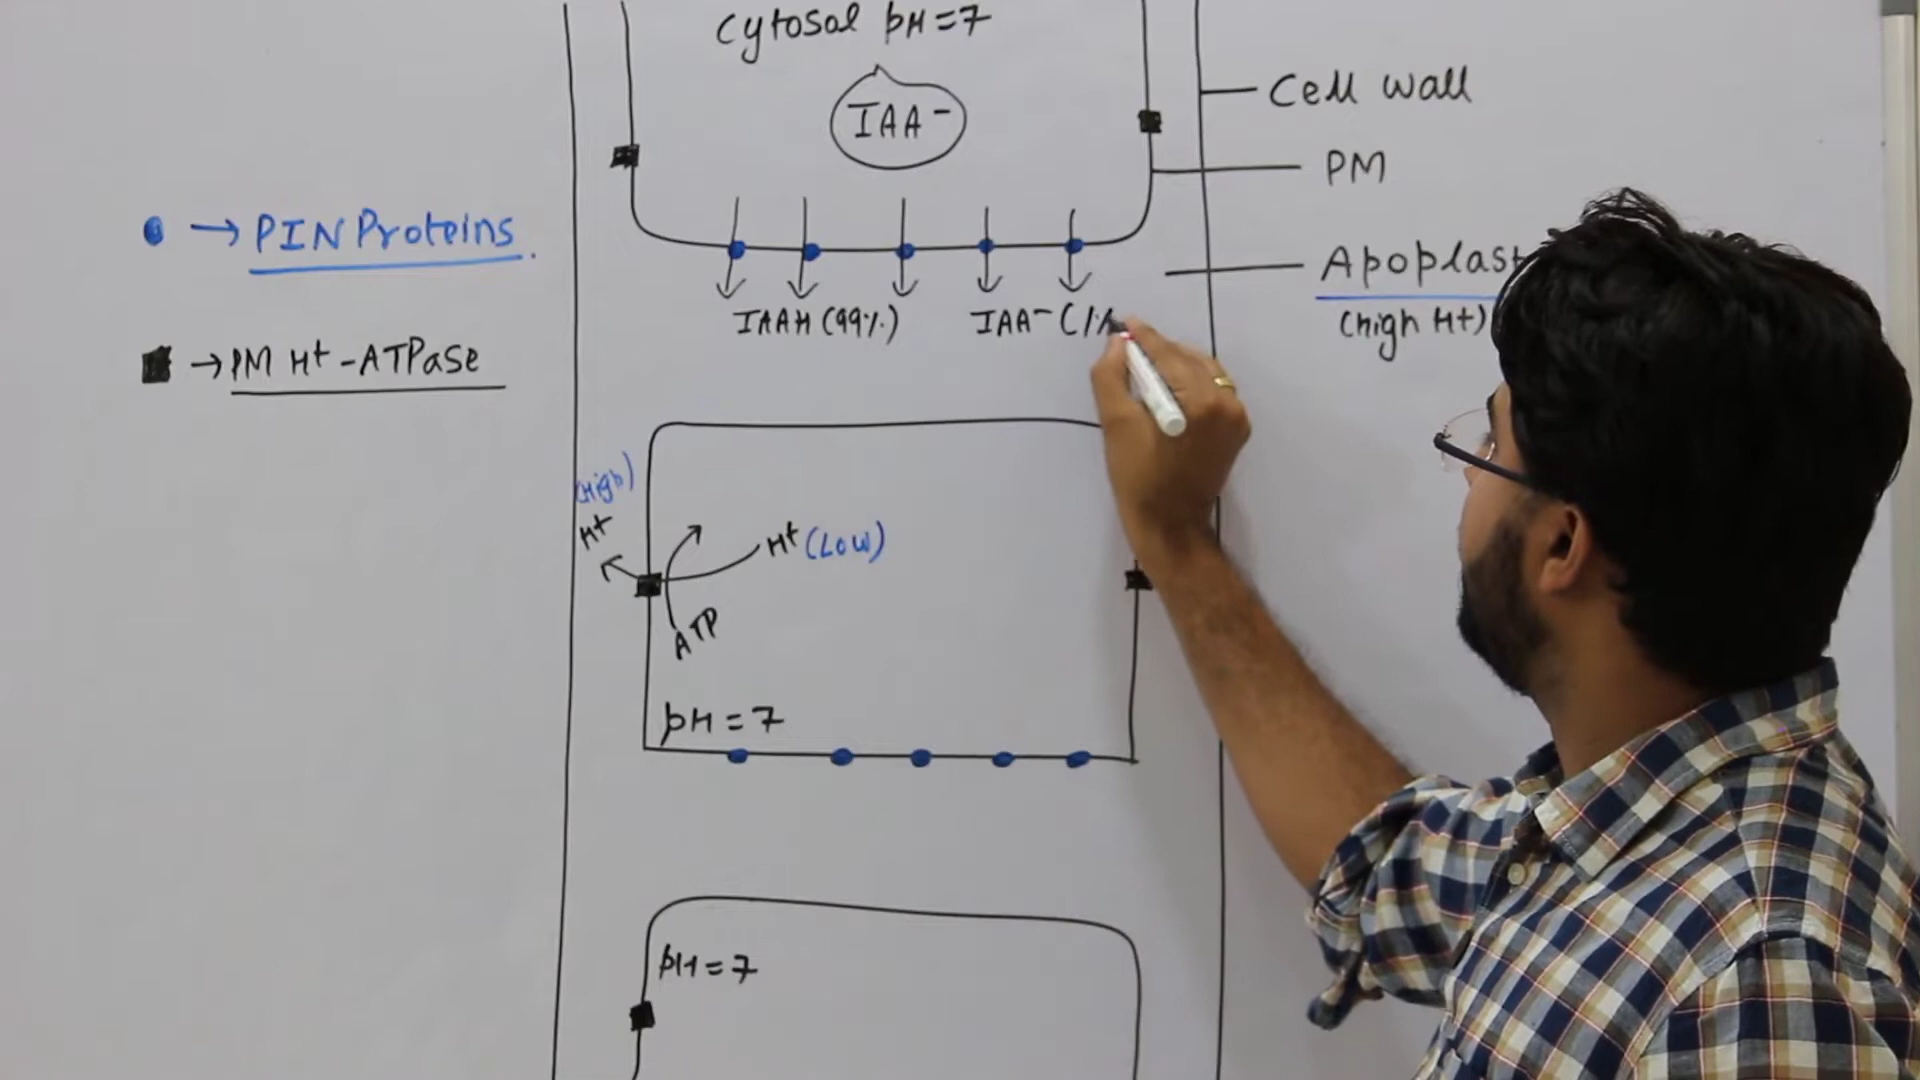 Cytosol pH=7
IAA-
Cell wall
PM
→ PIN Proteins.
Apoplast
(High H+)
IAAH (99%)
IAA- (1%
→ PM H+-ATPase
(High)
H+
H+ (Low)
ATP
pH = 7
pH = 7